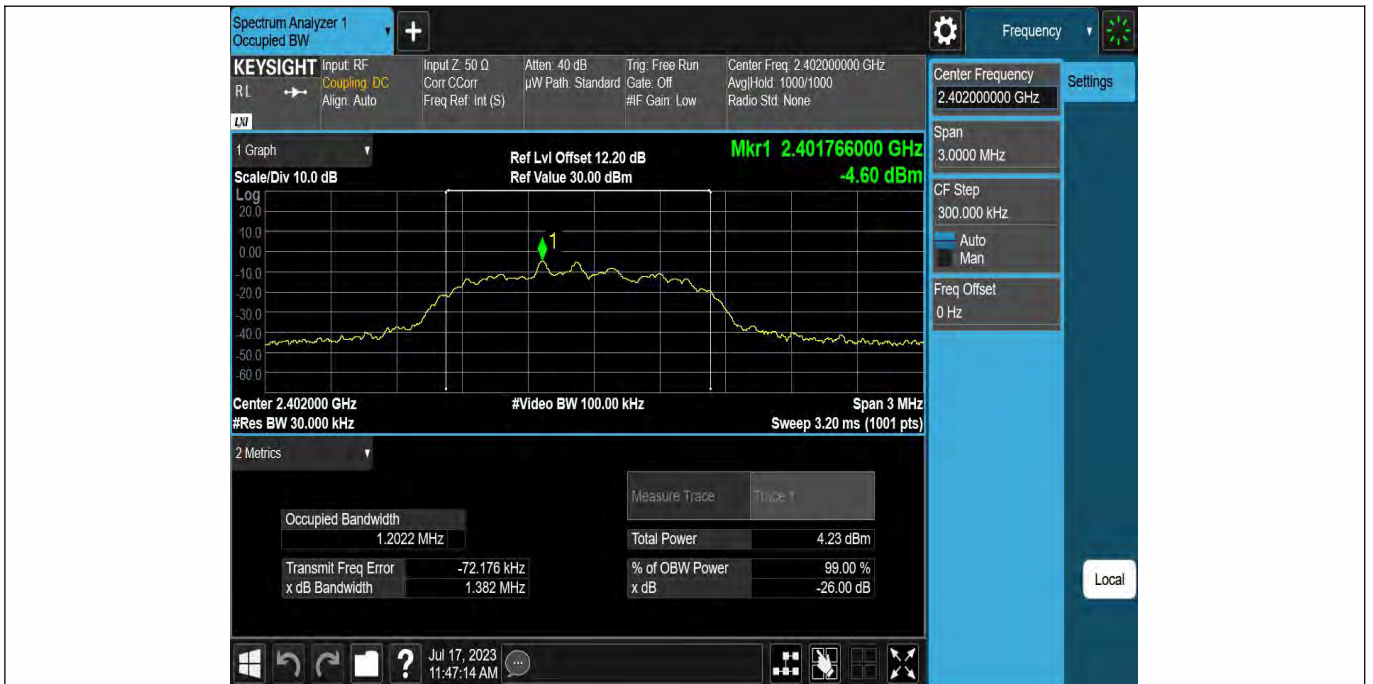 Spectrum Analyzer 1
Occupied BW
+
Frequency
KEYSIGHT
RL
LXI
Input: RF
Coupling: DC
Align: Auto
Input Z: 50 Ω
Corr CCorr
Freq Ref: Int (S)
Atten: 40 dB
µW Path: Standard
Trig: Free Run
Gate: Off
#IF Gain: Low
Center Freq: 2.402000000 GHz
Avg|Hold: 1000/1000
Radio Std: None
1 Graph
Scale/Div 10.0 dB
Ref Lvl Offset 12.20 dB
Ref Value 30.00 dBm
Mkr1 2.401766000 GHz
-4.60 dBm
Log
20.0
10.0
0.00
-10.0
-20.0
-30.0
-40.0
-50.0
-60.0
1
Center 2.402000 GHz
#Video BW 100.00 kHz
Span 3 MHz
#Res BW 30.000 kHz
Sweep 3.20 ms (1001 pts)
2 Metrics
Measure Trace
Trace 1
Occupied Bandwidth
1.2022 MHz
Total Power
4.23 dBm
Transmit Freq Error
-72.176 kHz
% of OBW Power
99.00 %
x dB Bandwidth
1.382 MHz
x dB
-26.00 dB
Center Frequency
2.402000000 GHz
Settings
Span
3.0000 MHz
CF Step
300.000 kHz
Auto
Man
Freq Offset
0 Hz
Local
?
Jul 17, 2023
11:47:14 AM